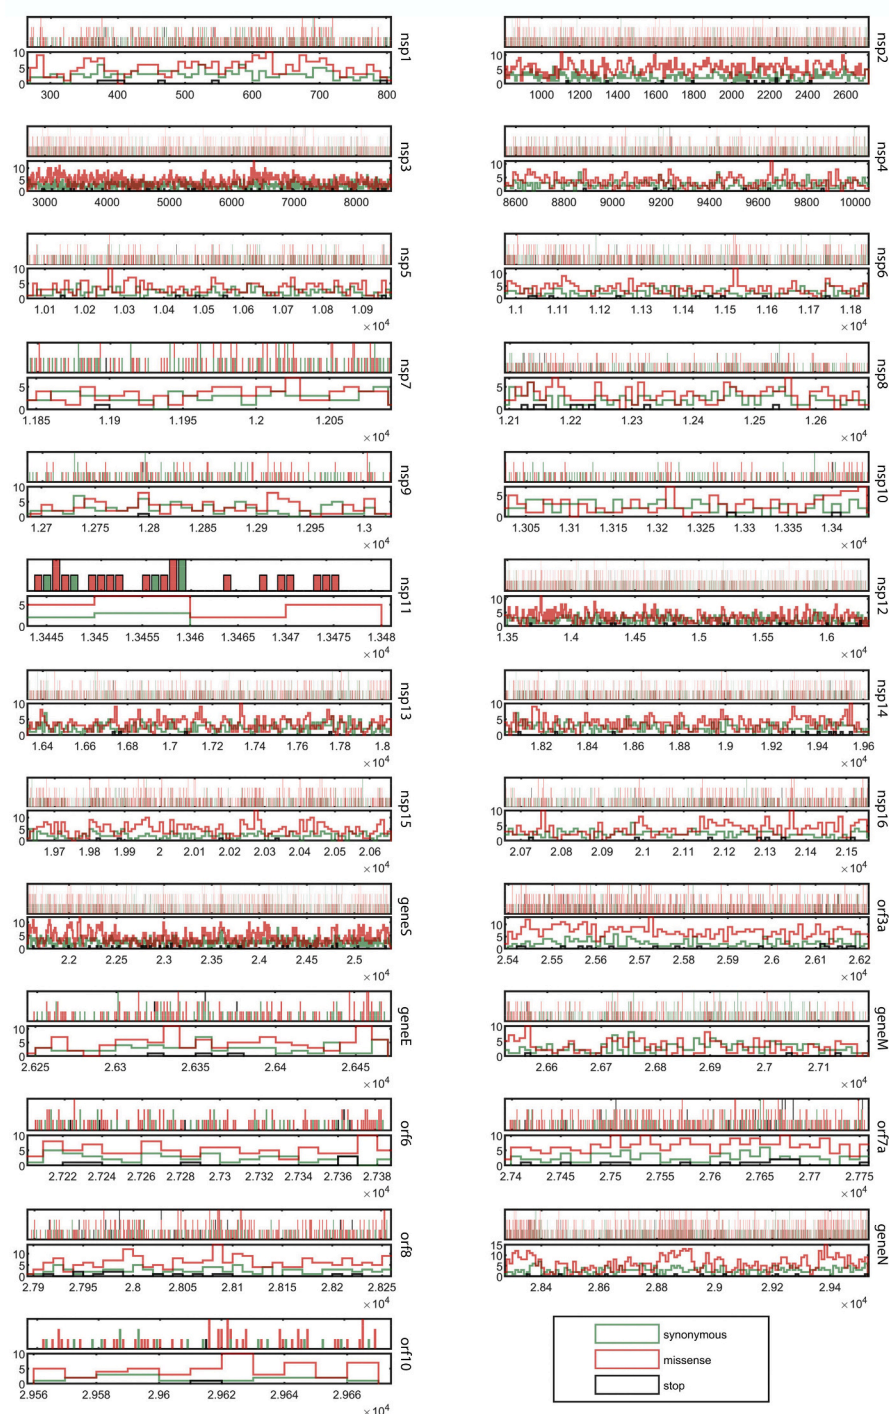 nsp1
10
5
0
300 400 500 600 700 800
nsp2
10
5
0
1000 1200 1400 1600 1800 2000 2200 2400 2600
nsp3
10
5
0
3000 4000 5000 6000 7000 8000
nsp4
10
5
0
8600 8800 9000 9200 9400 9600 9800 10000
nsp5
10
5
0
1.01 1.02 1.03 1.04 1.05 1.06 1.07 1.08 1.09
×10⁴
nsp6
10
5
0
1.1 1.11 1.12 1.13 1.14 1.15 1.16 1.17 1.18
×10⁴
nsp7
5
0
1.185 1.19 1.195 1.2 1.205
×10⁴
nsp8
5
0
1.21 1.22 1.23 1.24 1.25 1.26
×10⁴
nsp9
10
5
0
1.27 1.275 1.28 1.285 1.29 1.295 1.3
×10⁴
nsp10
5
0
1.305 1.31 1.315 1.32 1.325 1.33 1.335 1.34
×10⁴
nsp11
5
0
1.3445 1.345 1.3455 1.346 1.3465 1.347 1.3475 1.348
×10⁴
nsp12
10
5
0
1.35 1.4 1.45 1.5 1.55 1.6
×10⁴
nsp13
10
5
0
1.64 1.66 1.68 1.7 1.72 1.74 1.76 1.78 1.8
×10⁴
nsp14
10
5
0
1.82 1.84 1.86 1.88 1.9 1.92 1.94 1.96
×10⁴
nsp15
10
5
0
1.97 1.98 1.99 2 2.01 2.02 2.03 2.04 2.05 2.06
×10⁴
nsp16
10
5
0
2.07 2.08 2.09 2.1 2.11 2.12 2.13 2.14 2.15
×10⁴
geneS
10
5
0
2.2 2.25 2.3 2.35 2.4 2.45 2.5
×10⁴
orf3a
10
5
0
2.54 2.55 2.56 2.57 2.58 2.59 2.6 2.61 2.62
×10⁴
geneE
10
5
0
2.625 2.63 2.635 2.64 2.645
×10⁴
geneM
10
5
0
2.66 2.67 2.68 2.69 2.7 2.71
×10⁴
orf6
10
5
0
2.722 2.724 2.726 2.728 2.73 2.732 2.734 2.736 2.738
×10⁴
orf7a
10
5
0
2.74 2.745 2.75 2.755 2.76 2.765 2.77 2.775
×10⁴
orf8
10
5
0
2.79 2.795 2.8 2.805 2.81 2.815 2.82 2.825
×10⁴
geneN
15
10
5
0
2.84 2.86 2.88 2.9 2.92 2.94
×10⁴
orf10
10
5
0
2.956 2.958 2.96 2.962 2.964 2.966
×10⁴
synonymous
missense
stop